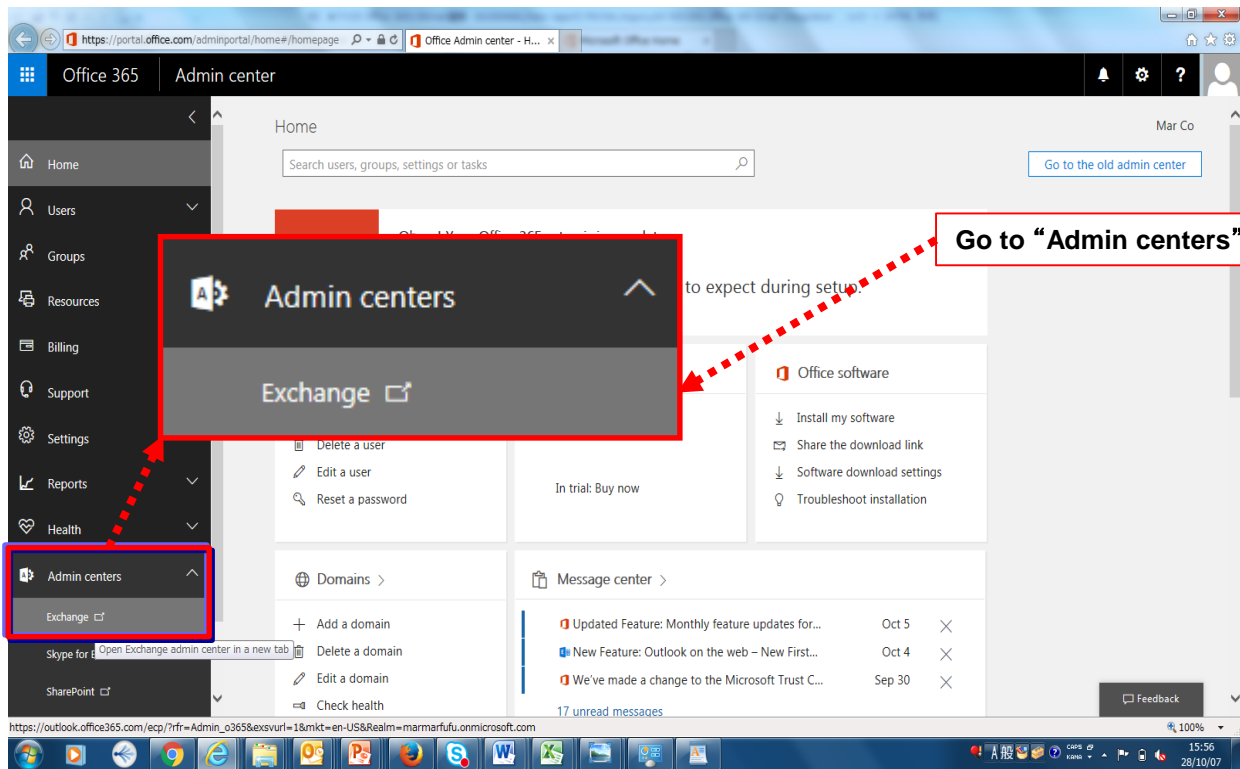 https://portal.office.com/adminportal/home#/homepage
Office Admin center - H...
Office 365
Admin center
?
Home
Mar Co
Search users, groups, settings or tasks
Go to the old admin center
Home
Users
Groups
Resources
Billing
Support
Settings
Reports
Health
Admin centers
Exchange
Open Exchange admin center in a new tab
SharePoint
Go to “Admin centers”
to expect during setup.
Admin centers
Exchange
Office software
Install my software
Share the download link
Software download settings
Troubleshoot installation
Delete a user
Edit a user
Reset a password
In trial: Buy now
Domains >
Add a domain
Delete a domain
Edit a domain
Check health
Message center >
Updated Feature: Monthly feature updates for... Oct 5
New Feature: Outlook on the web – New First... Oct 4
We've made a change to the Microsoft Trust C... Sep 30
17 unread messages
Feedback
https://outlook.office365.com/ecp/?rfr=Admin_o365&exsvurl=1&mkt=en-US&Realm=marmarfufu.onmicrosoft.com
100%
A 般
CAPS
KANA
15:56
28/10/07